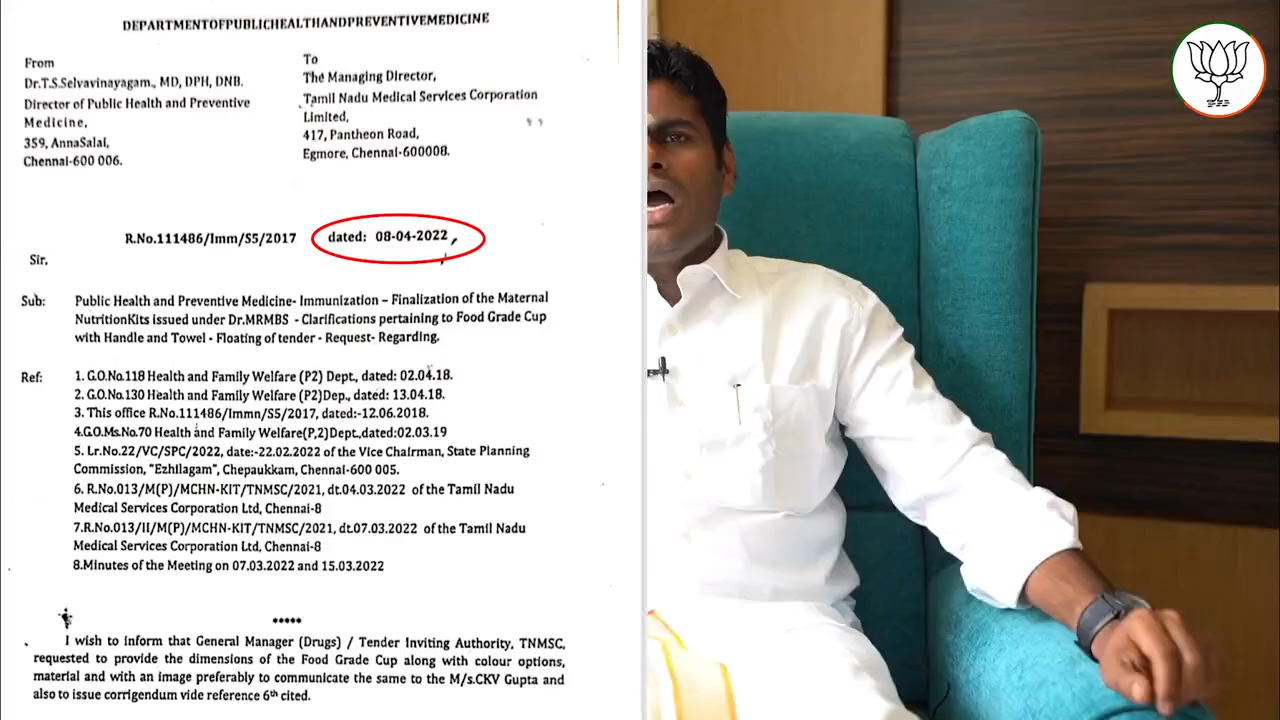 DEPARTMENTOFPUBLICHEALTHANDPREVENTIVEMEDICINE
From
Dr.T.S.Selvavinayagam., MD, DPH, DNB.
Director of Public Health and Preventive
Medicine,
359, AnnaSalai,
Chennai-600 006.
To
The Managing Director,
Tamil Nadu Medical Services Corporation
Limited,
417, Pantheon Road,
Egmore, Chennai-600008.
R.No.111486/Imm/S5/2017 dated: 08-04-2022
Sir,
Sub: Public Health and Preventive Medicine- Immunization – Finalization of the Maternal
NutritionKits issued under Dr.MRMBS - Clarifications pertaining to Food Grade Cup
with Handle and Towel - Floating of tender - Request- Regarding.
Ref: 1. G.O.No.118 Health and Family Welfare (P2) Dept., dated: 02.04.18.
2. G.O.No.130 Health and Family Welfare (P2)Dep., dated: 13.04.18.
3. This office R.No.111486/Immn/S5/2017, dated:-12.06.2018.
4.G.O.Ms.No.70 Health and Family Welfare(P,2)Dept.,dated:02.03.19
5. Lr.No.22/VC/SPC/2022, date:-22.02.2022 of the Vice Chairman, State Planning
Commission, "Ezhilagam", Chepaukkam, Chennai-600 005.
6. R.No.013/M(P)/MCHN-KIT/TNMSC/2021, dt.04.03.2022 of the Tamil Nadu
Medical Services Corporation Ltd, Chennai-8
7.R.No.013/II/M(P)/MCHN-KIT/TNMSC/2021, dt.07.03.2022 of the Tamil Nadu
Medical Services Corporation Ltd, Chennai-8
8.Minutes of the Meeting on 07.03.2022 and 15.03.2022
*****
I wish to inform that General Manager (Drugs) / Tender Inviting Authority, TNMSC,
requested to provide the dimensions of the Food Grade Cup along with colour options,
material and with an image preferably to communicate the same to the M/s.CKV Gupta and
also to issue corrigendum vide reference 6th cited.